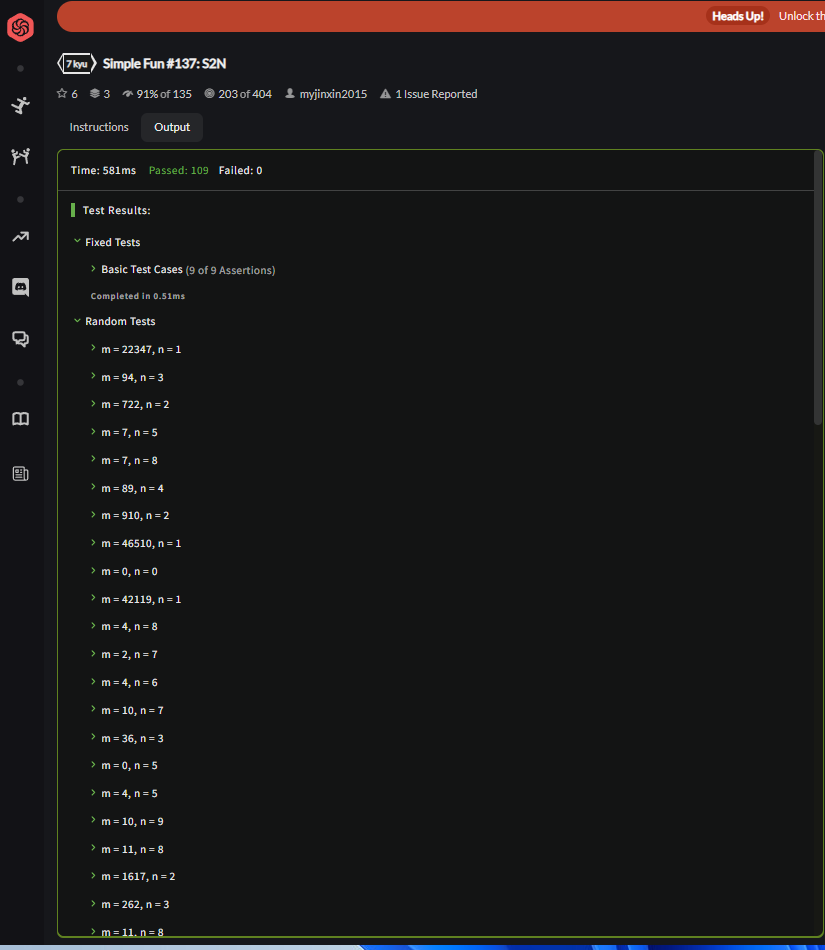 Heads Up! Unlock th
7 kyu Simple Fun #137: S2N
6 3 91% of 135 203 of 404 myjinxin2015 1 Issue Reported
Instructions Output
Time: 581ms Passed: 109 Failed: 0
Test Results:
Fixed Tests
Basic Test Cases (9 of 9 Assertions)
Completed in 0.51ms
Random Tests
m = 22347, n = 1
m = 94, n = 3
m = 722, n = 2
m = 7, n = 5
m = 7, n = 8
m = 89, n = 4
m = 910, n = 2
m = 46510, n = 1
m = 0, n = 0
m = 42119, n = 1
m = 4, n = 8
m = 2, n = 7
m = 4, n = 6
m = 10, n = 7
m = 36, n = 3
m = 0, n = 5
m = 4, n = 5
m = 10, n = 9
m = 11, n = 8
m = 1617, n = 2
m = 262, n = 3
m = 11, n = 8